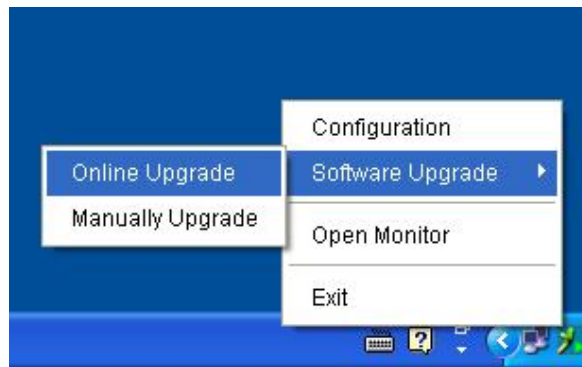 Configuration
Software Upgrade
Online Upgrade
Manually Upgrade
Open Monitor
Exit